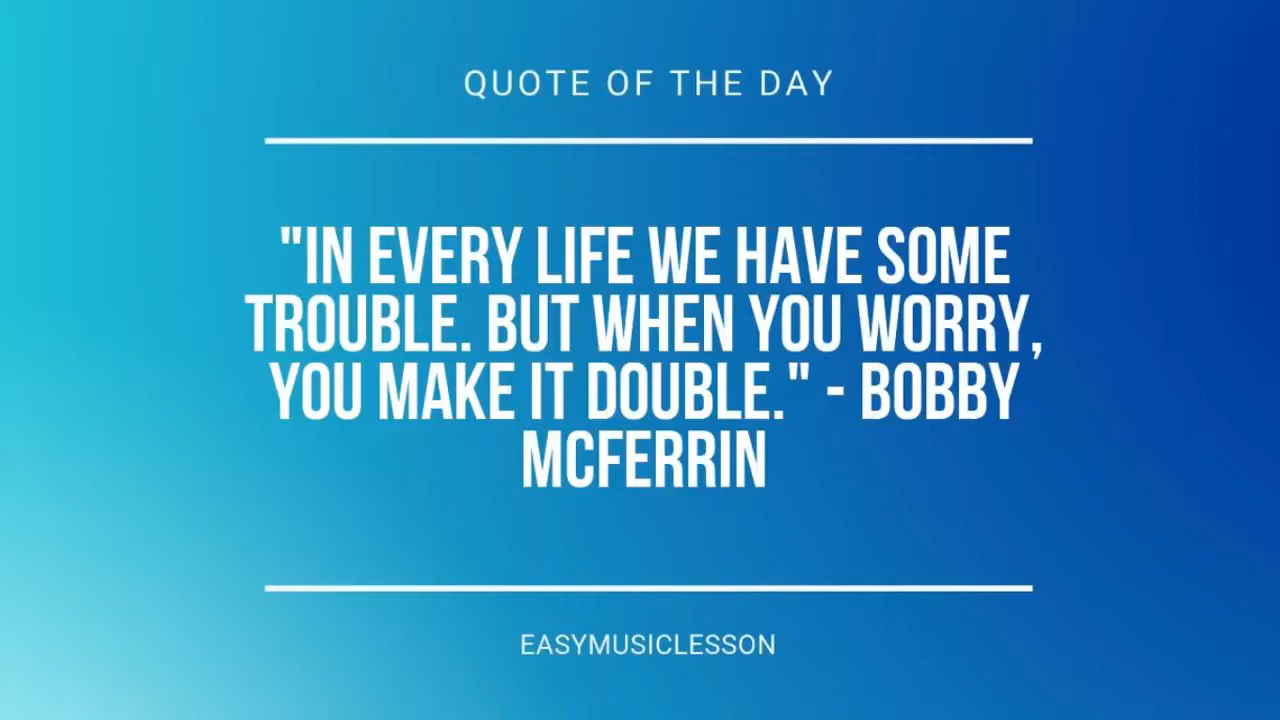 QUOTE OF THE DAY
"IN EVERY LIFE WE HAVE SOME
TROUBLE. BUT WHEN YOU WORRY,
YOU MAKE IT DOUBLE." - BOBBY
MCFERRIN
EASYMUSICLESSON